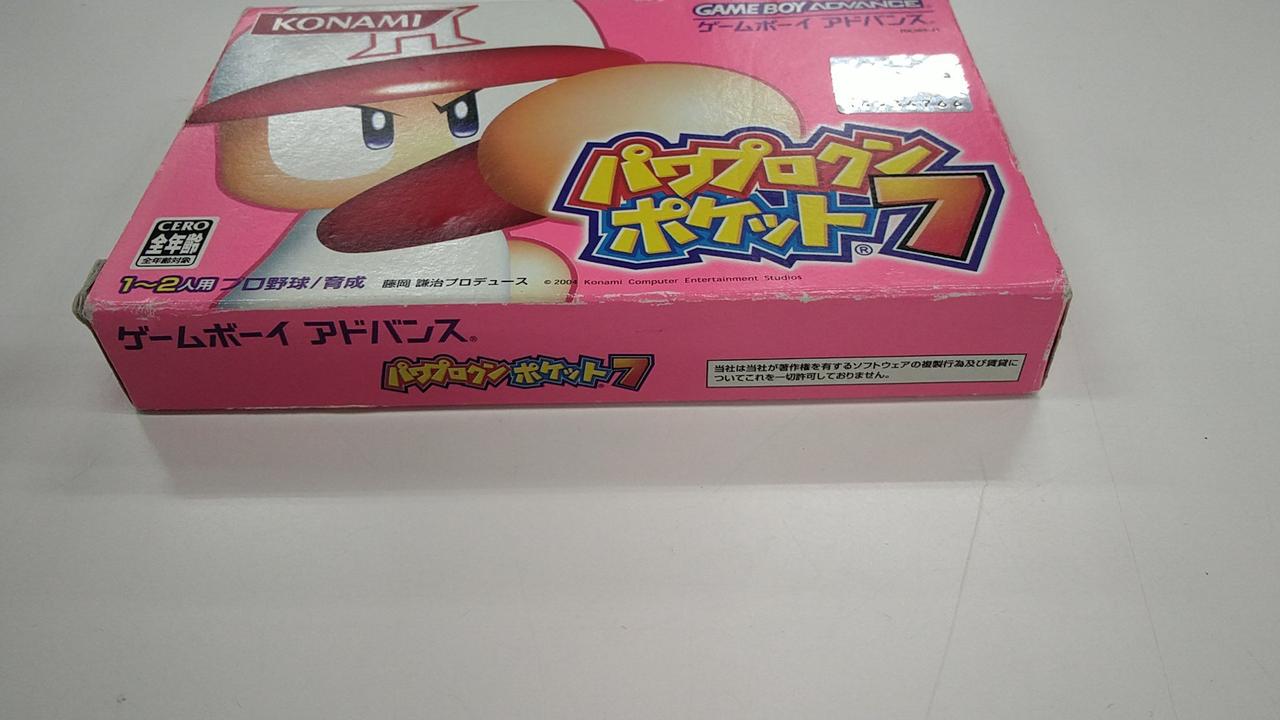 KONAMI
GAME BOY ADVANCE
ゲームボーイ アドバンス
パワプロクン
ポケット7
®
CERO
全年齢
全年齢対象
1~2人用 プロ野球/育成 藤岡 謙治プロデュース © 2004 Konami Computer Entertainment Studios
ゲームボーイ アドバンス®
パワプロクンポケット7
当社は当社が著作権を有するソフトウェアの複製行為及び賃貸に
ついてこれを一切許可しておりません。